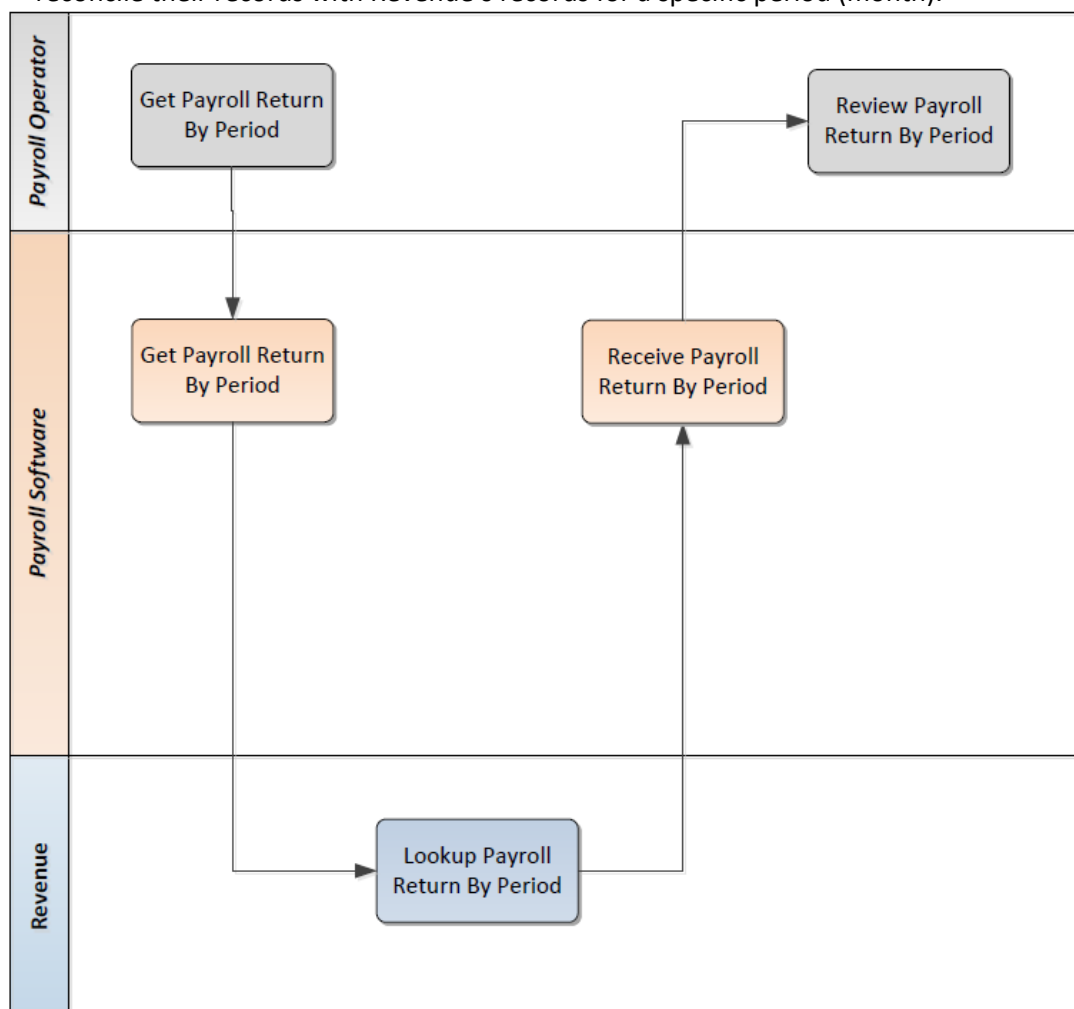 reconcile their records with Revenue's records for a specific period (month).
Payroll Operator
Get Payroll Return
By Period
Review Payroll
Return By Period
Payroll Software
Get Payroll Return
By Period
Receive Payroll
Return By Period
Revenue
Lookup Payroll
Return By Period